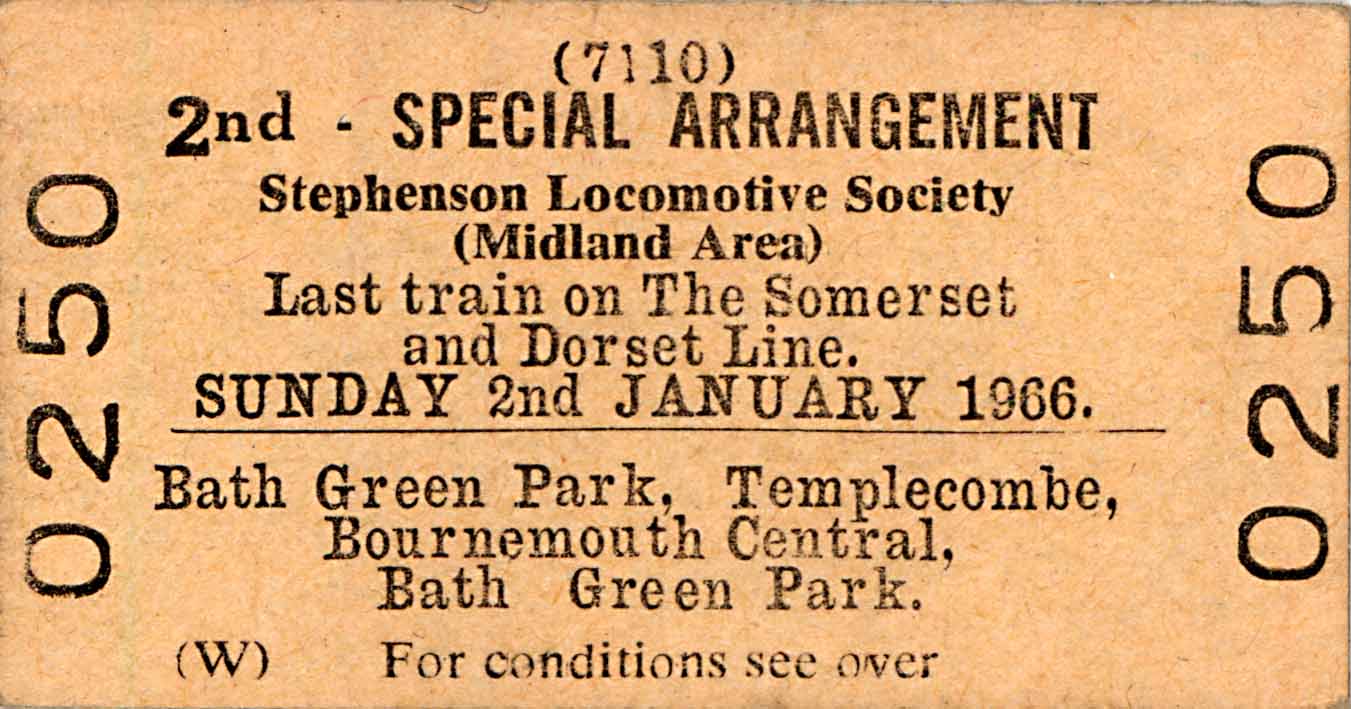 (7110)
2nd - SPECIAL ARRANGEMENT
Stephenson Locomotive Society
(Midland Area)
Last train on The Somerset
and Dorset Line.
SUNDAY 2nd JANUARY 1966.
Bath Green Park, Templecombe,
Bournemouth Central,
Bath Green Park.
(W) For conditions see over
0250
0250